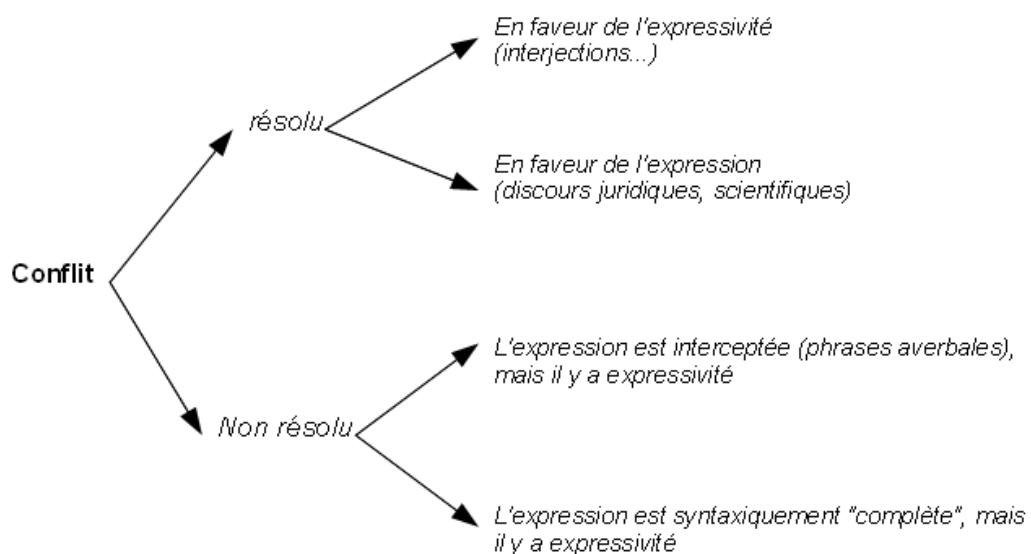 En faveur de l'expressivité
(interjections...)
résolu
En faveur de l'expression
(discours juridiques, scientifiques)
Conflit
L'expression est interceptée (phrases averbales),
mais il y a expressivité
Non résolu
L'expression est syntaxiquement "complète", mais
il y a expressivité